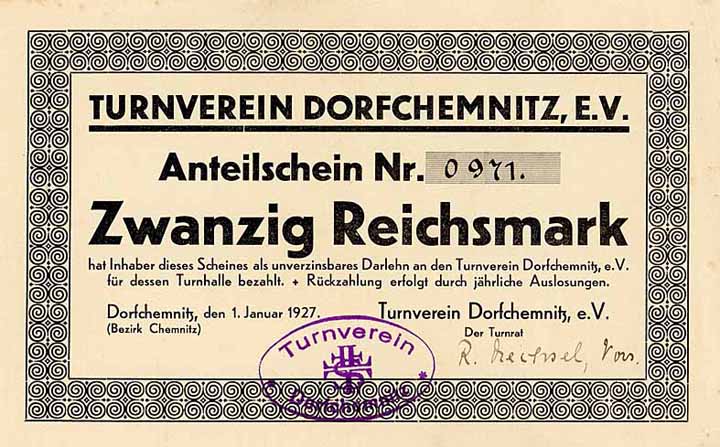 TURNVEREIN DORFCHEMNITZ, E.V.
Anteilschein Nr. 0971.
Zwanzig Reichsmark
hat Inhaber dieses Scheines als unverzinsbares Darlehn an den Turnverein Dorfchemnitz, e.V.
für dessen Turnhalle bezahlt. + Rückzahlung erfolgt durch jährliche Auslosungen.
Dorfchemnitz, den 1. Januar 1927.
(Bezirk Chemnitz)
Turnverein Dorfchemnitz, e.V.
Der Turnrat
R. Vors.
Turnverein
Dorfchemnitz